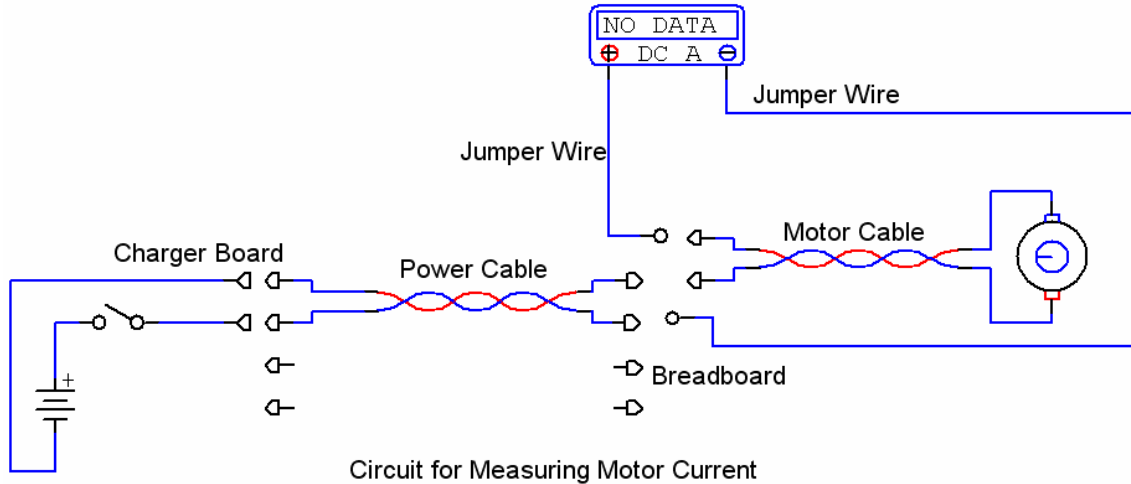 NO DATA
DC A
Jumper Wire
Jumper Wire
Motor Cable
Charger Board
Power Cable
+
Breadboard
Circuit for Measuring Motor Current